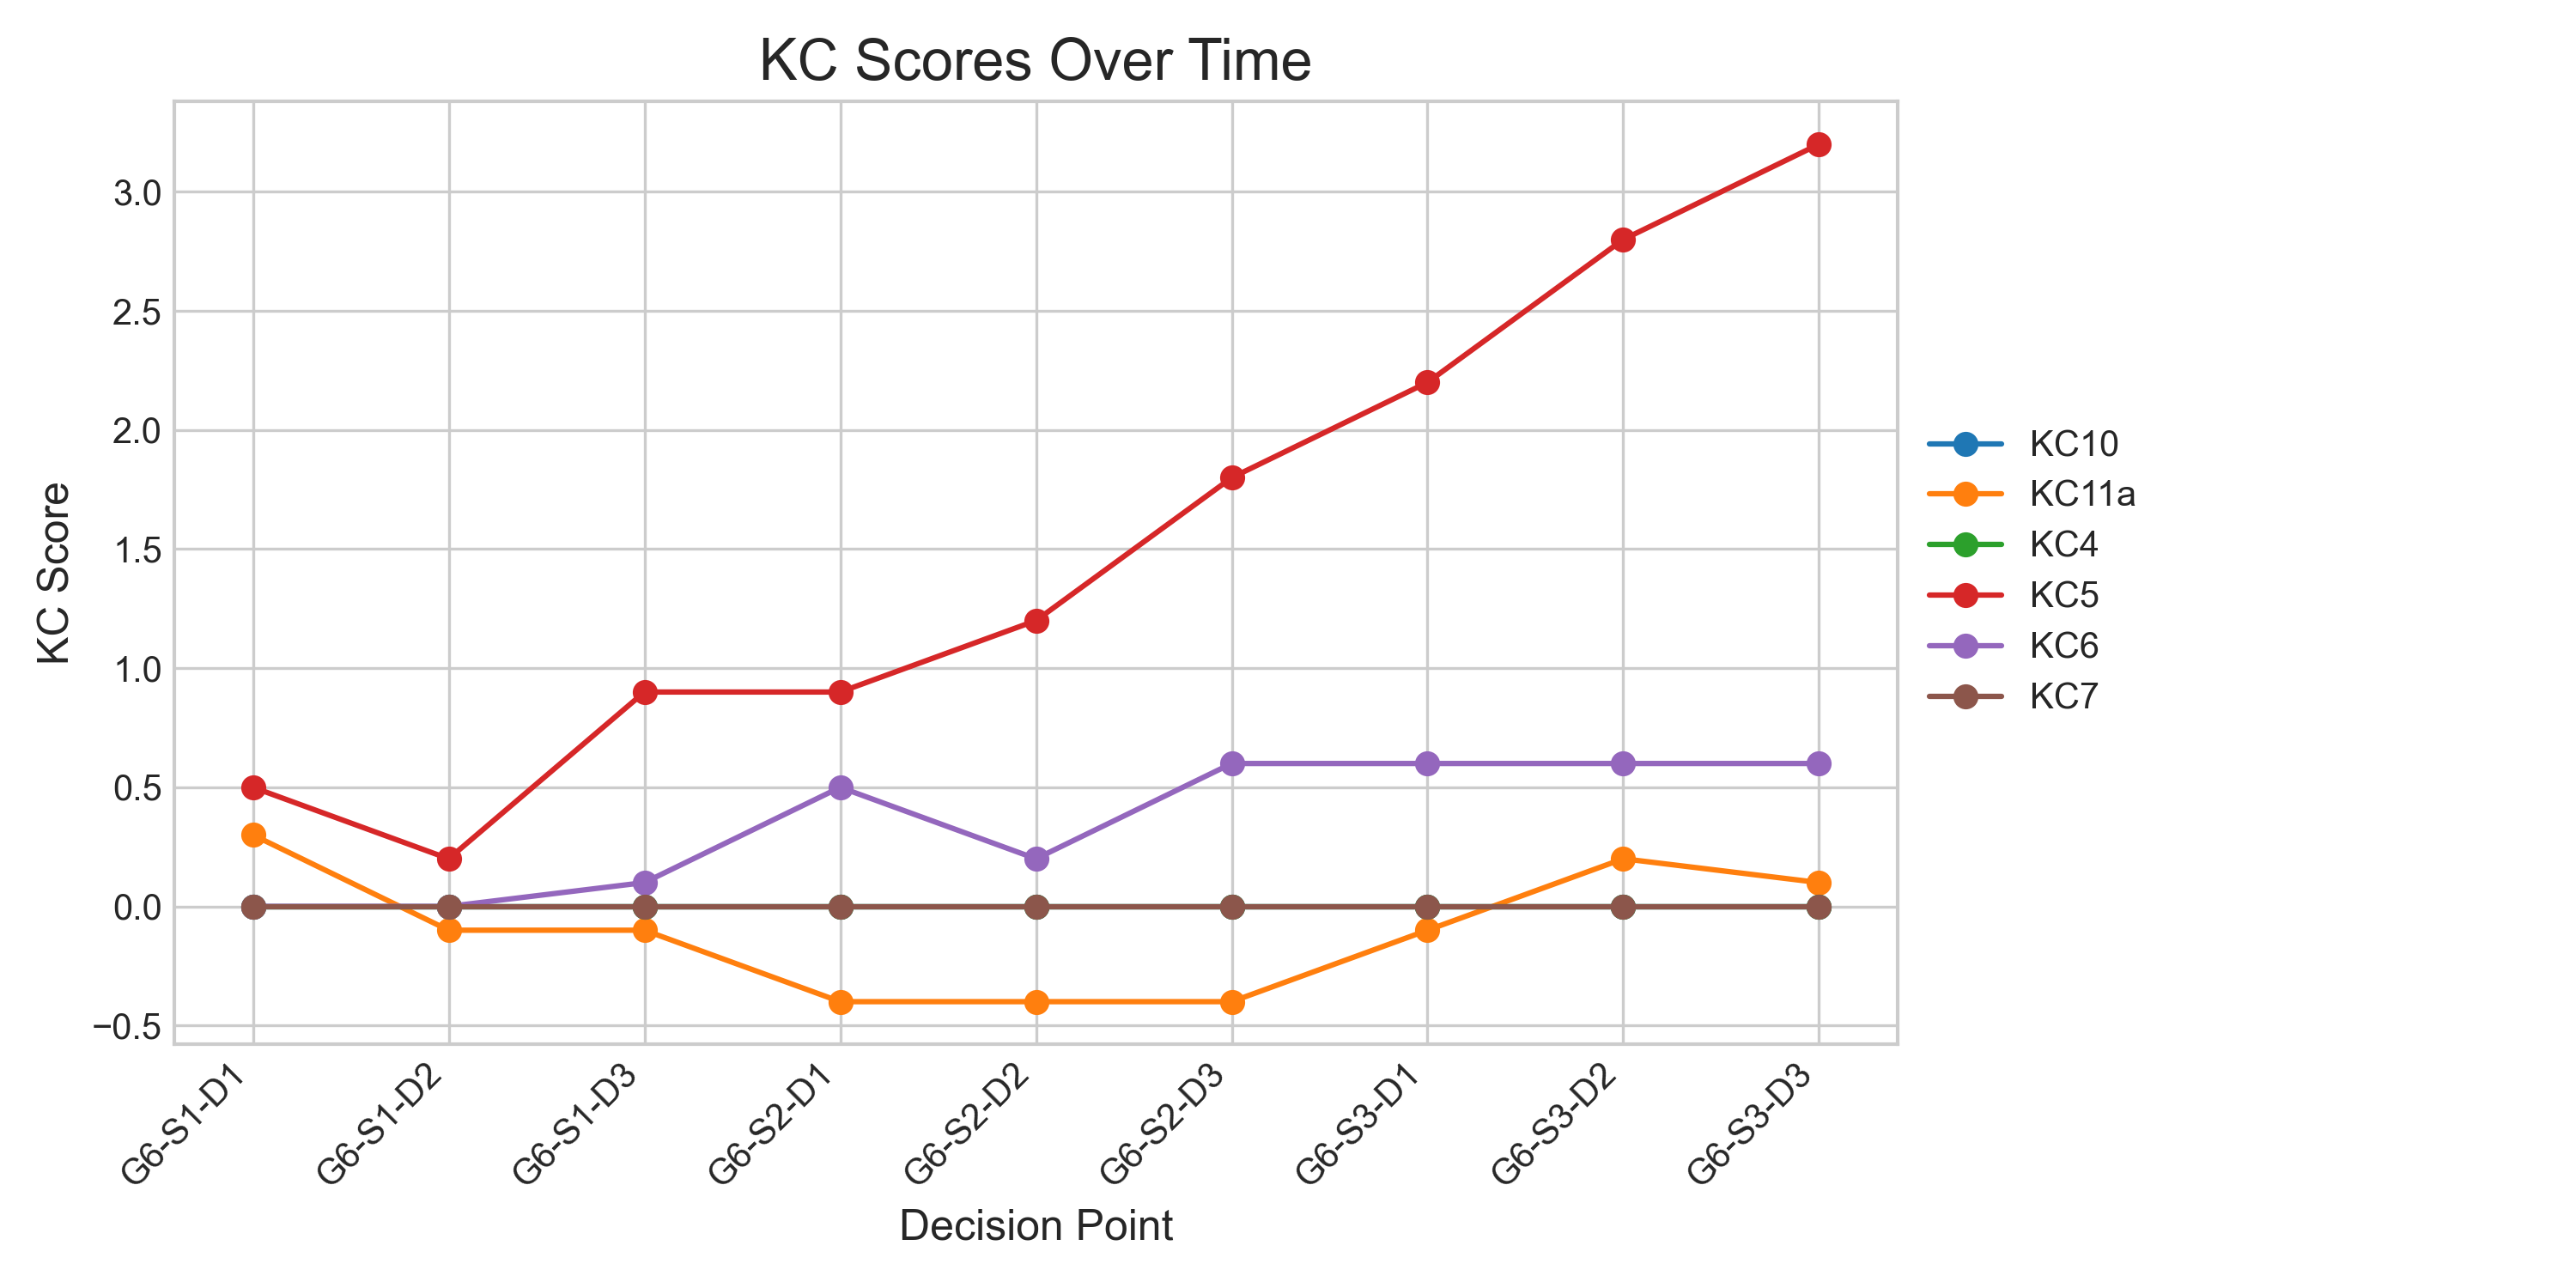 KC Scores Over Time
KC Score
3.0
2.5
2.0
1.5
1.0
0.5
0.0
−0.5
G6-S1-D1
G6-S1-D2
G6-S1-D3
G6-S2-D1
G6-S2-D2
G6-S2-D3
G6-S3-D1
G6-S3-D2
G6-S3-D3
Decision Point
KC10
KC11a
KC4
KC5
KC6
KC7